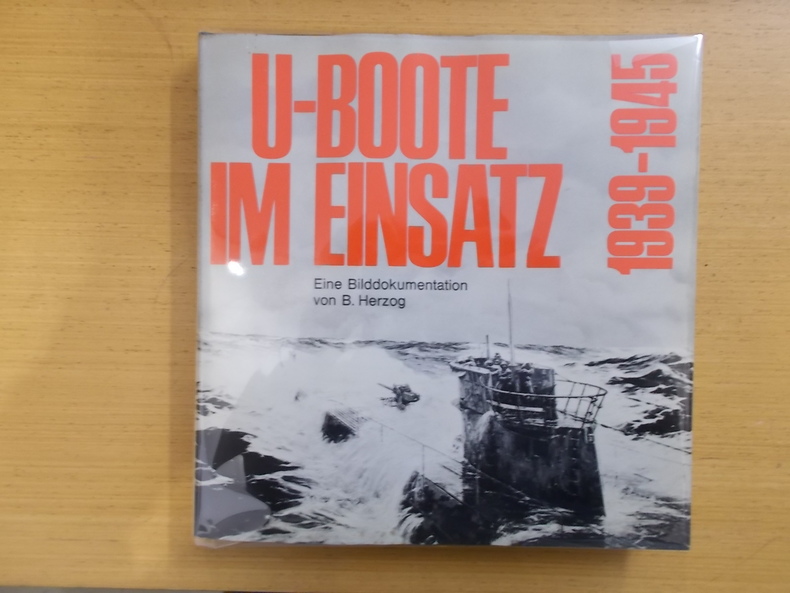 U-BOOTE
IM EINSATZ
1939-1945
Eine Bilddokumentation
von B. Herzog